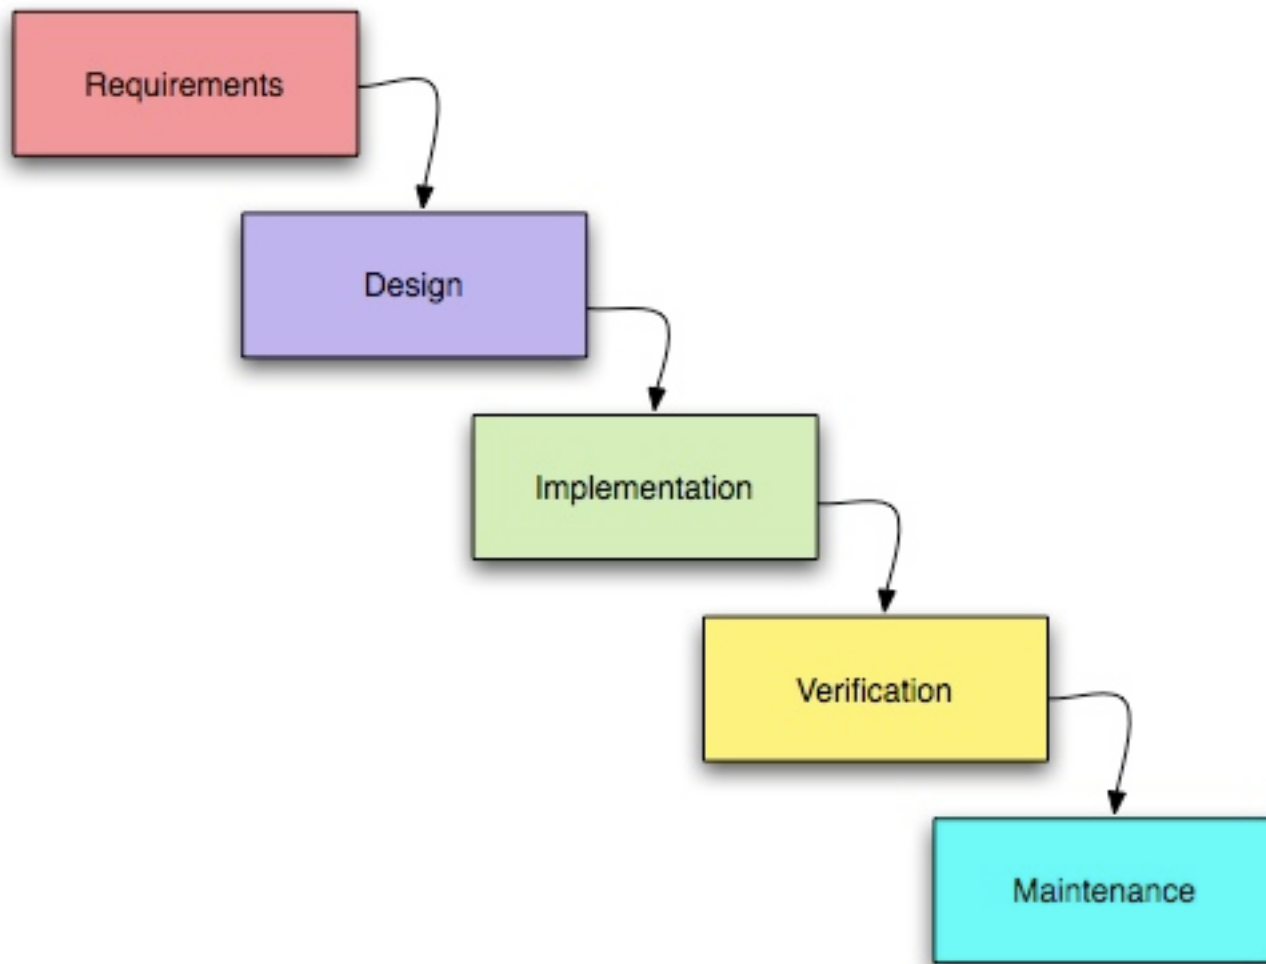 Requirements
Design
Implementation
Verification
Maintenance